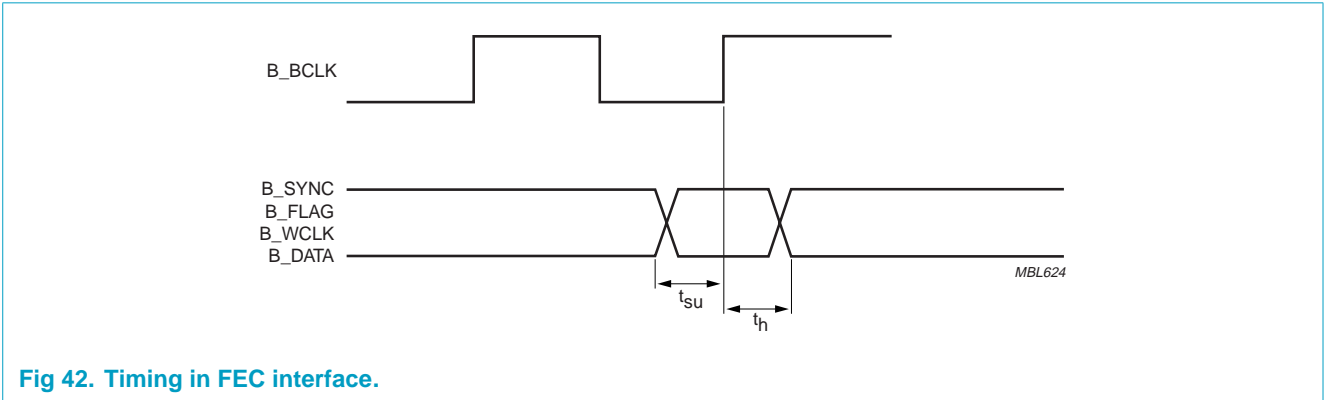 B_BCLK
B_SYNC
B_FLAG
B_WCLK
B_DATA
MBL624
tsu
th
Fig 42. Timing in FEC interface.